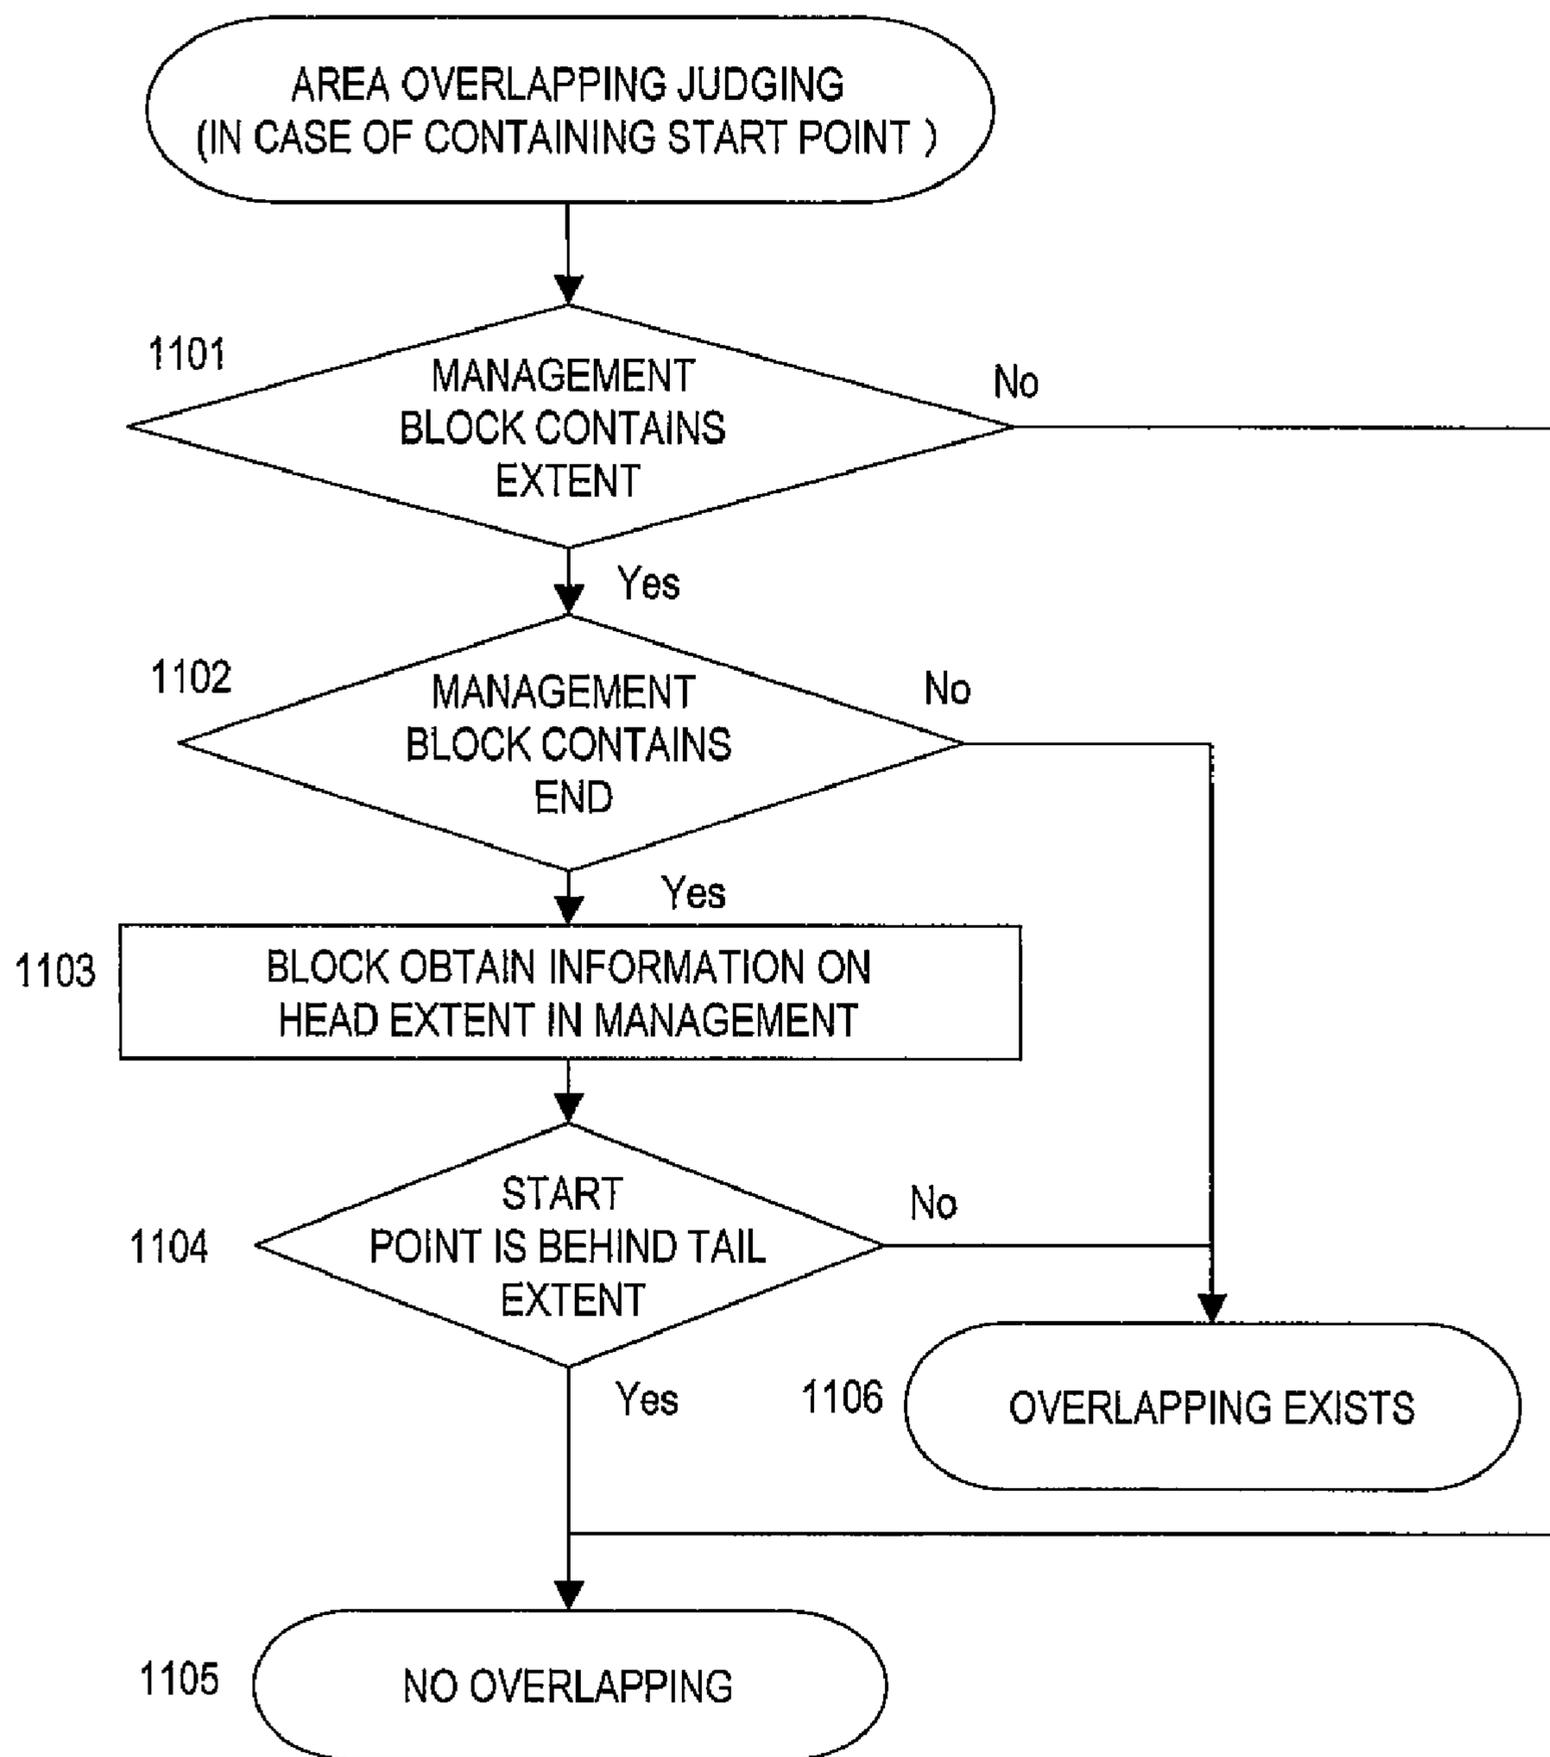 AREA OVERLAPPING JUDGING
(IN CASE OF CONTAINING START POINT )
1101
MANAGEMENT
BLOCK CONTAINS
EXTENT
No
Yes
1102
MANAGEMENT
BLOCK CONTAINS
END
No
Yes
1103
BLOCK OBTAIN INFORMATION ON
HEAD EXTENT IN MANAGEMENT
1104
START
POINT IS BEHIND TAIL
EXTENT
No
Yes
1106
OVERLAPPING EXISTS
1105
NO OVERLAPPING